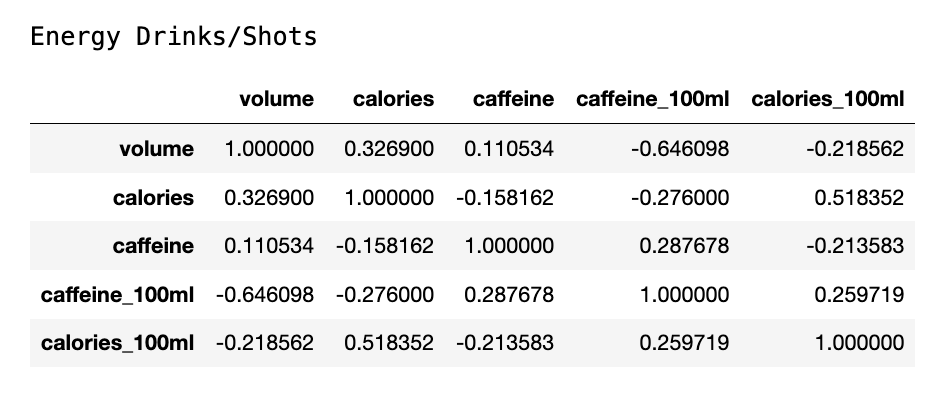 Energy Drinks/Shots
volume calories caffeine caffeine_100ml calories_100ml
volume 1.000000 0.326900 0.110534 -0.646098 -0.218562
calories 0.326900 1.000000 -0.158162 -0.276000 0.518352
caffeine 0.110534 -0.158162 1.000000 0.287678 -0.213583
caffeine_100ml -0.646098 -0.276000 0.287678 1.000000 0.259719
calories_100ml -0.218562 0.518352 -0.213583 0.259719 1.000000